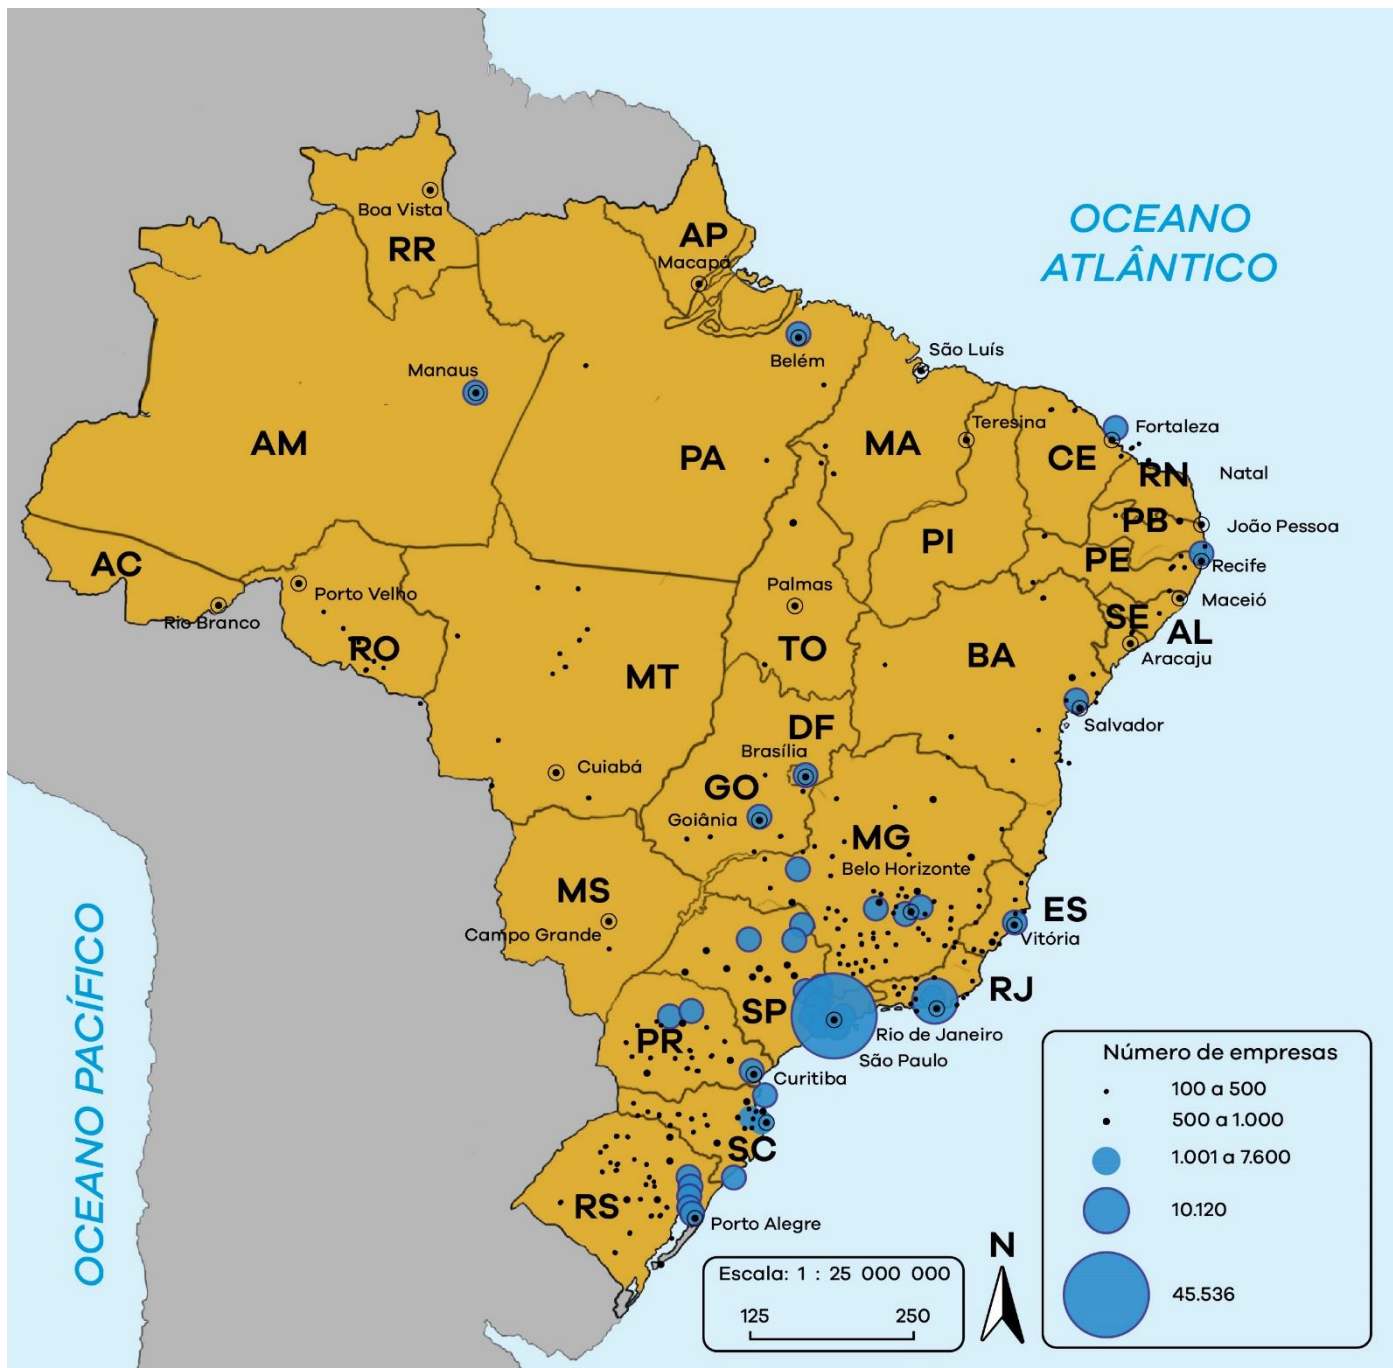 OCEANO
ATLÂNTICO
OCEANO PACÍFICO
Boa Vista
RR
AP
Macapá
Belém
São Luís
Manaus
AM
PA
MA
Teresina
Fortaleza
CE
RN
Natal
PB
João Pessoa
PI
PE
Recife
AC
Rio Branco
Porto Velho
RO
Palmas
TO
Maceió
SE
AL
Aracaju
BA
MT
Salvador
DF
Brasília
Cuiabá
GO
Goiânia
MG
Belo Horizonte
MS
Campo Grande
ES
Vitória
RJ
SP
Rio de Janeiro
São Paulo
PR
Curitiba
SC
RS
Porto Alegre
N
Escala: 1 : 25 000 000
125 250
Número de empresas
100 a 500
500 a 1.000
1.001 a 7.600
10.120
45.536